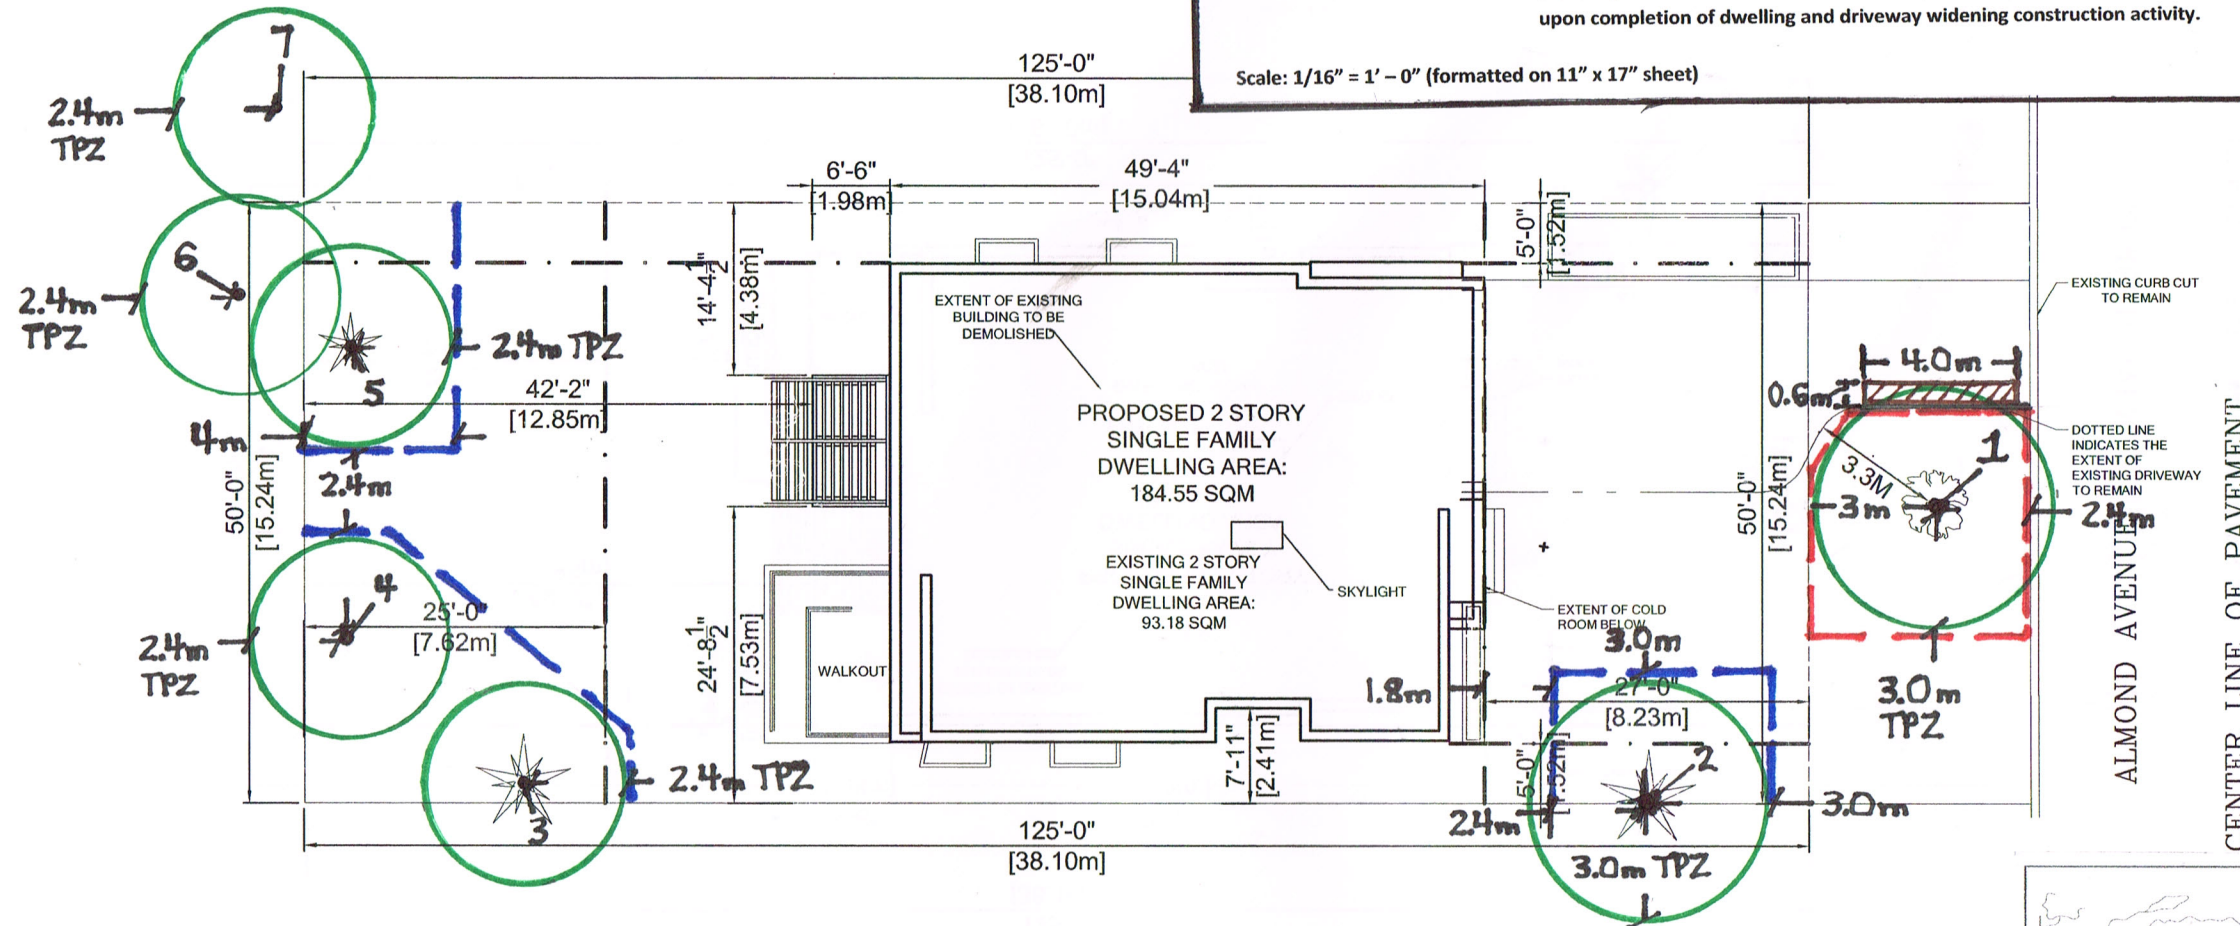 upon completion of dwelling and driveway widening construction activity.
Scale: 1/16" = 1' – 0" (formatted on 11" x 17" sheet)
7
2.4m
TPZ
125'-0"
[38.10m]
6'-6"
[1.98m]
49'-4"
[15.04m]
5'-0"
[1.52m]
6
2.4m
TPZ
5
2.4m TPZ
14'-4 1/2"
[4.38m]
42'-2"
[12.85m]
4m
2.4m
50'-0"
[15.24m]
EXTENT OF EXISTING
BUILDING TO BE
DEMOLISHED
PROPOSED 2 STORY
SINGLE FAMILY
DWELLING AREA:
184.55 SQM
EXISTING 2 STORY
SINGLE FAMILY
DWELLING AREA:
93.18 SQM
SKYLIGHT
EXISTING CURB CUT
TO REMAIN
4.0m
0.6m
DOTTED LINE
INDICATES THE
EXTENT OF
EXISTING DRIVEWAY
TO REMAIN
1
3.3M
3m
2.4m
50'-0"
[15.24m]
3.0m
TPZ
ALMOND AVENUE
CENTER LINE OF PAVEMENT
4
2.4m
TPZ
25'-0"
[7.62m]
24'-8 1/2"
[7.53m]
WALKOUT
EXTENT OF COLD
ROOM BELOW
3.0m
1.8m
27'-0"
[8.23m]
7'-11"
[2.41m]
5'-0"
[1.52m]
2
2.4m
3.0m
3.0m TPZ
3
2.4m TPZ
125'-0"
[38.10m]